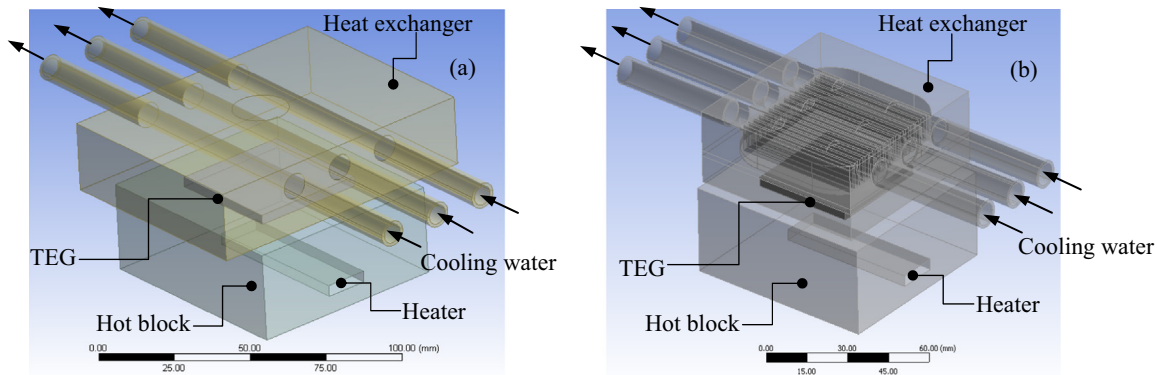 Heat exchanger
(a)
TEG
Cooling water
Hot block
Heater
0.00 50.00 100.00 (mm)
25.00 75.00
Heat exchanger
(b)
TEG
Cooling water
Hot block
Heater
0.00 30.00 60.00 (mm)
15.00 45.00